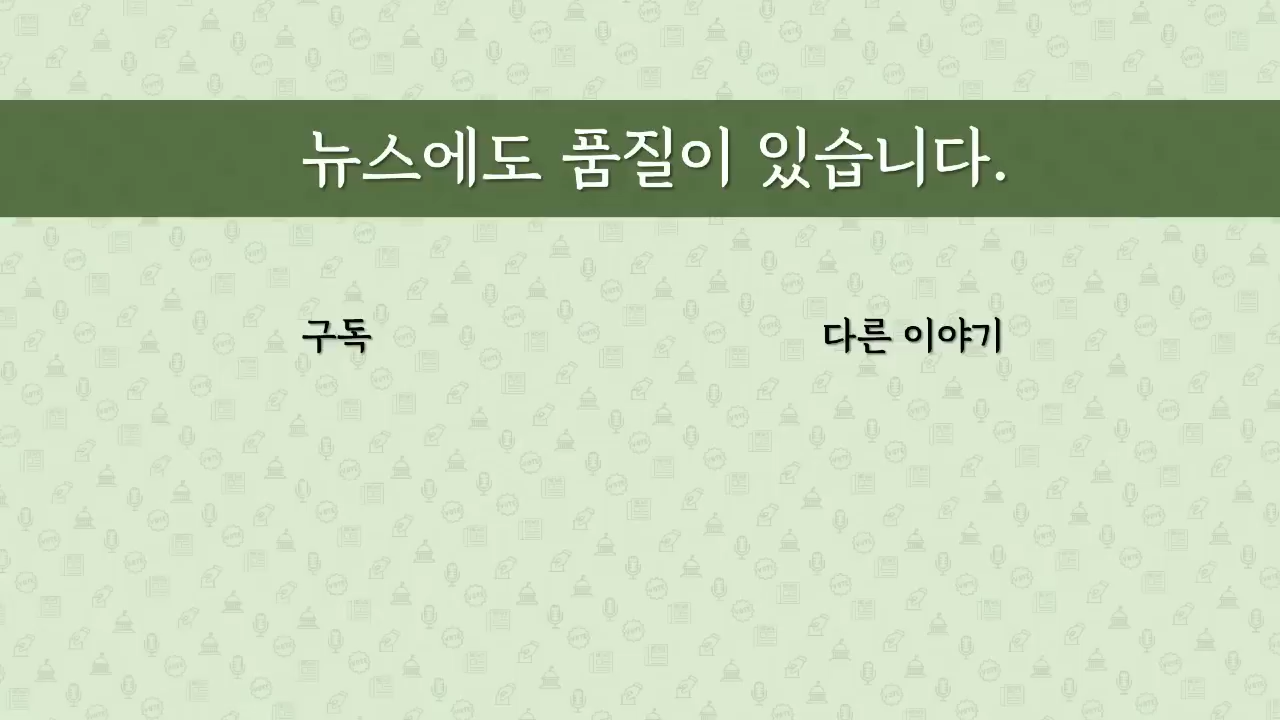 뉴스에도 품질이 있습니다.
구독
다른 이야기